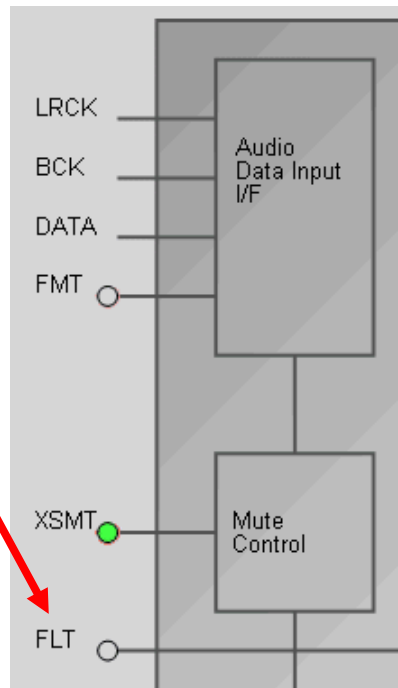 LRCK
BCK
DATA
FMT
Audio
Data Input
I/F
XSMT
Mute
Control
FLT